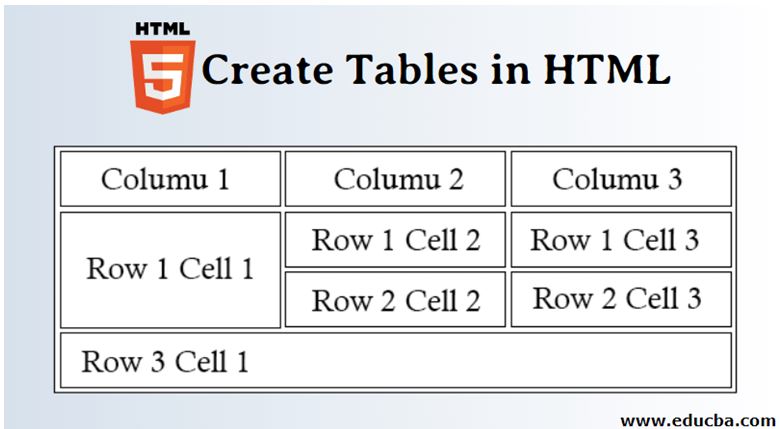 HTML
5
Create Tables in HTML
Columu 1 Columu 2 Columu 3
Row 1 Cell 1 Row 1 Cell 2 Row 1 Cell 3
Row 2 Cell 2 Row 2 Cell 3
Row 3 Cell 1
www.educba.com